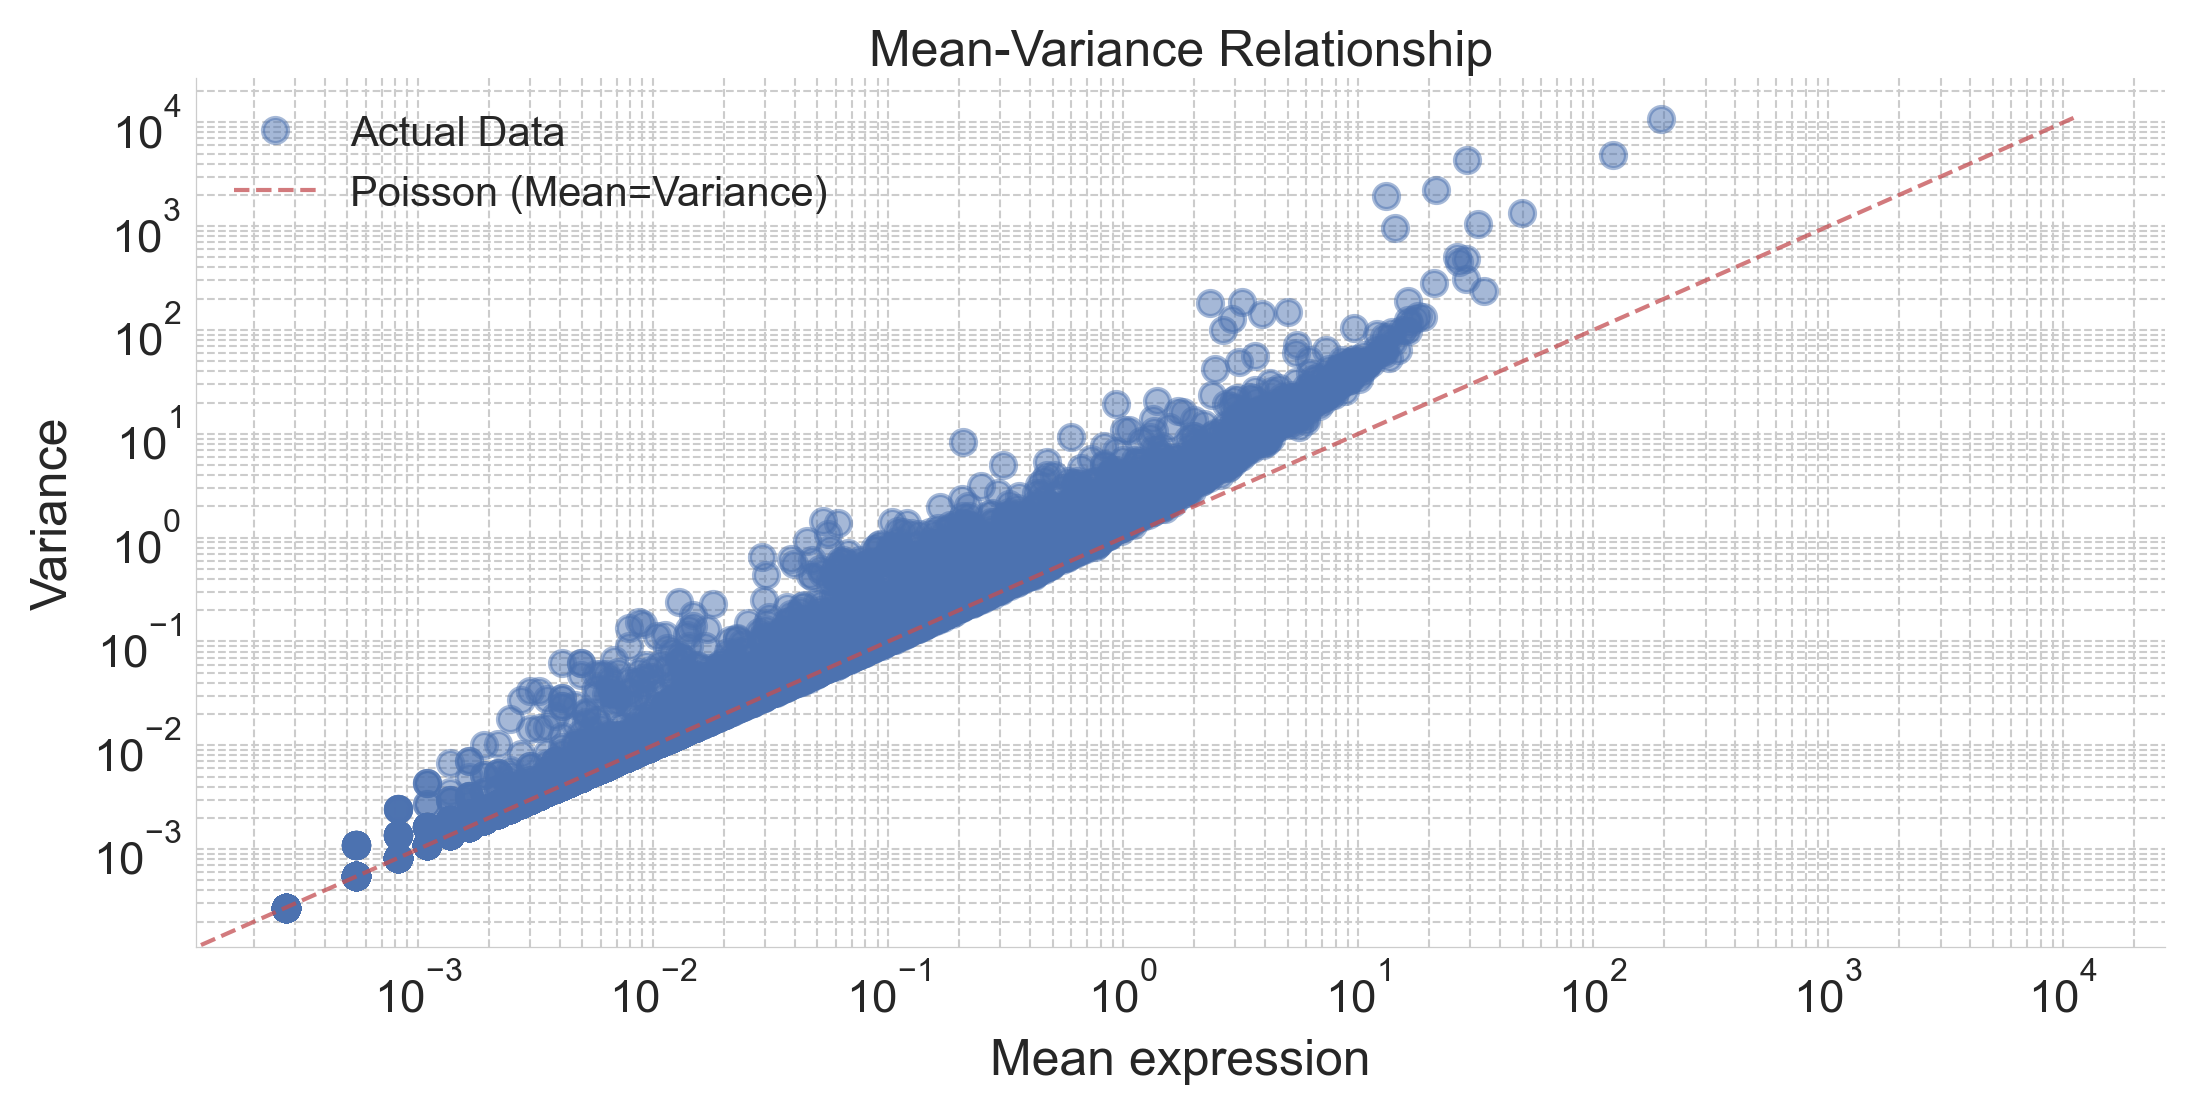 Mean-Variance Relationship
Actual Data
Poisson (Mean=Variance)
Variance
10^4
10^3
10^2
10^1
10^0
10^−1
10^−2
10^−3
10^−3 10^−2 10^−1 10^0 10^1 10^2 10^3 10^4
Mean expression